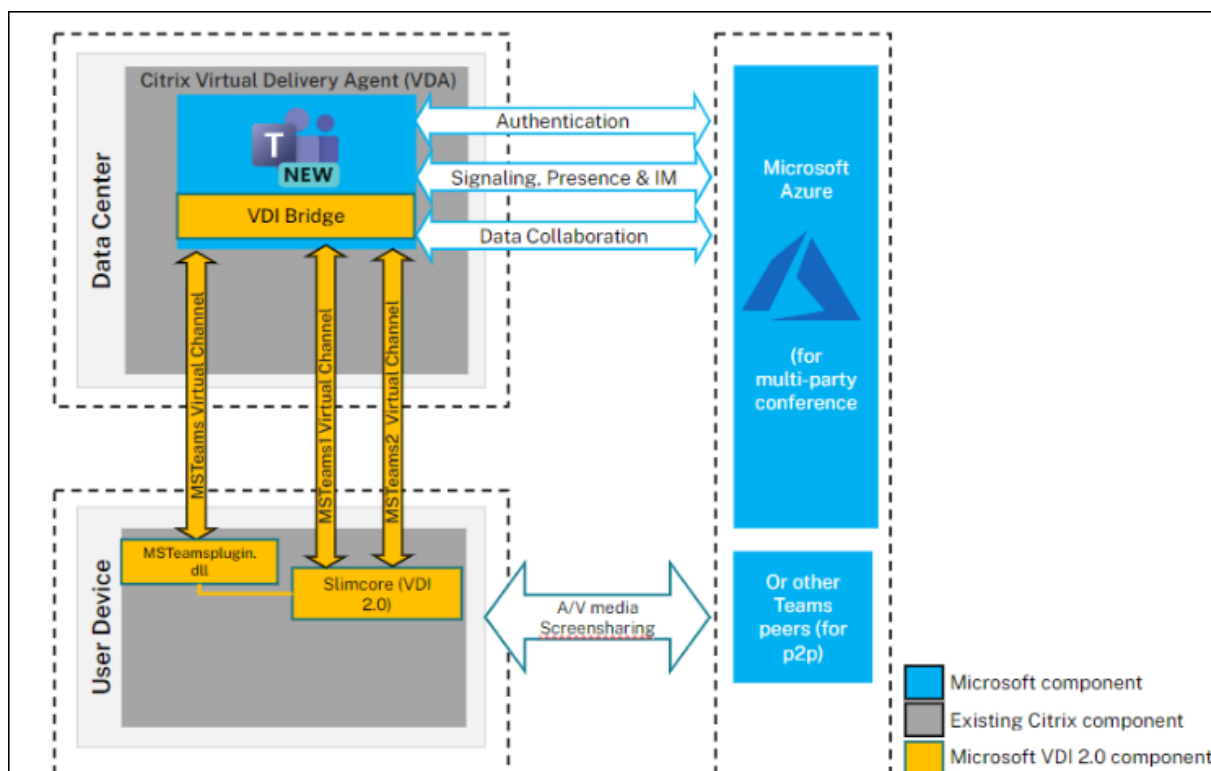 Citrix Virtual Delivery Agent (VDA)
Data Center
T
NEW
VDI Bridge
Authentication
Signaling, Presence & IM
Data Collaboration
Microsoft
Azure
(for
multi-party
conference
MSTeams Virtual Channel
MSTeams1 Virtual Channel
MSTeams2 Virtual Channel
User Device
MSTeamsplugin.
dll
Slimcore (VDI
2.0)
A/V media
Screensharing
Or other
Teams
peers (for
p2p)
Microsoft component
Existing Citrix component
Microsoft VDI 2.0 component